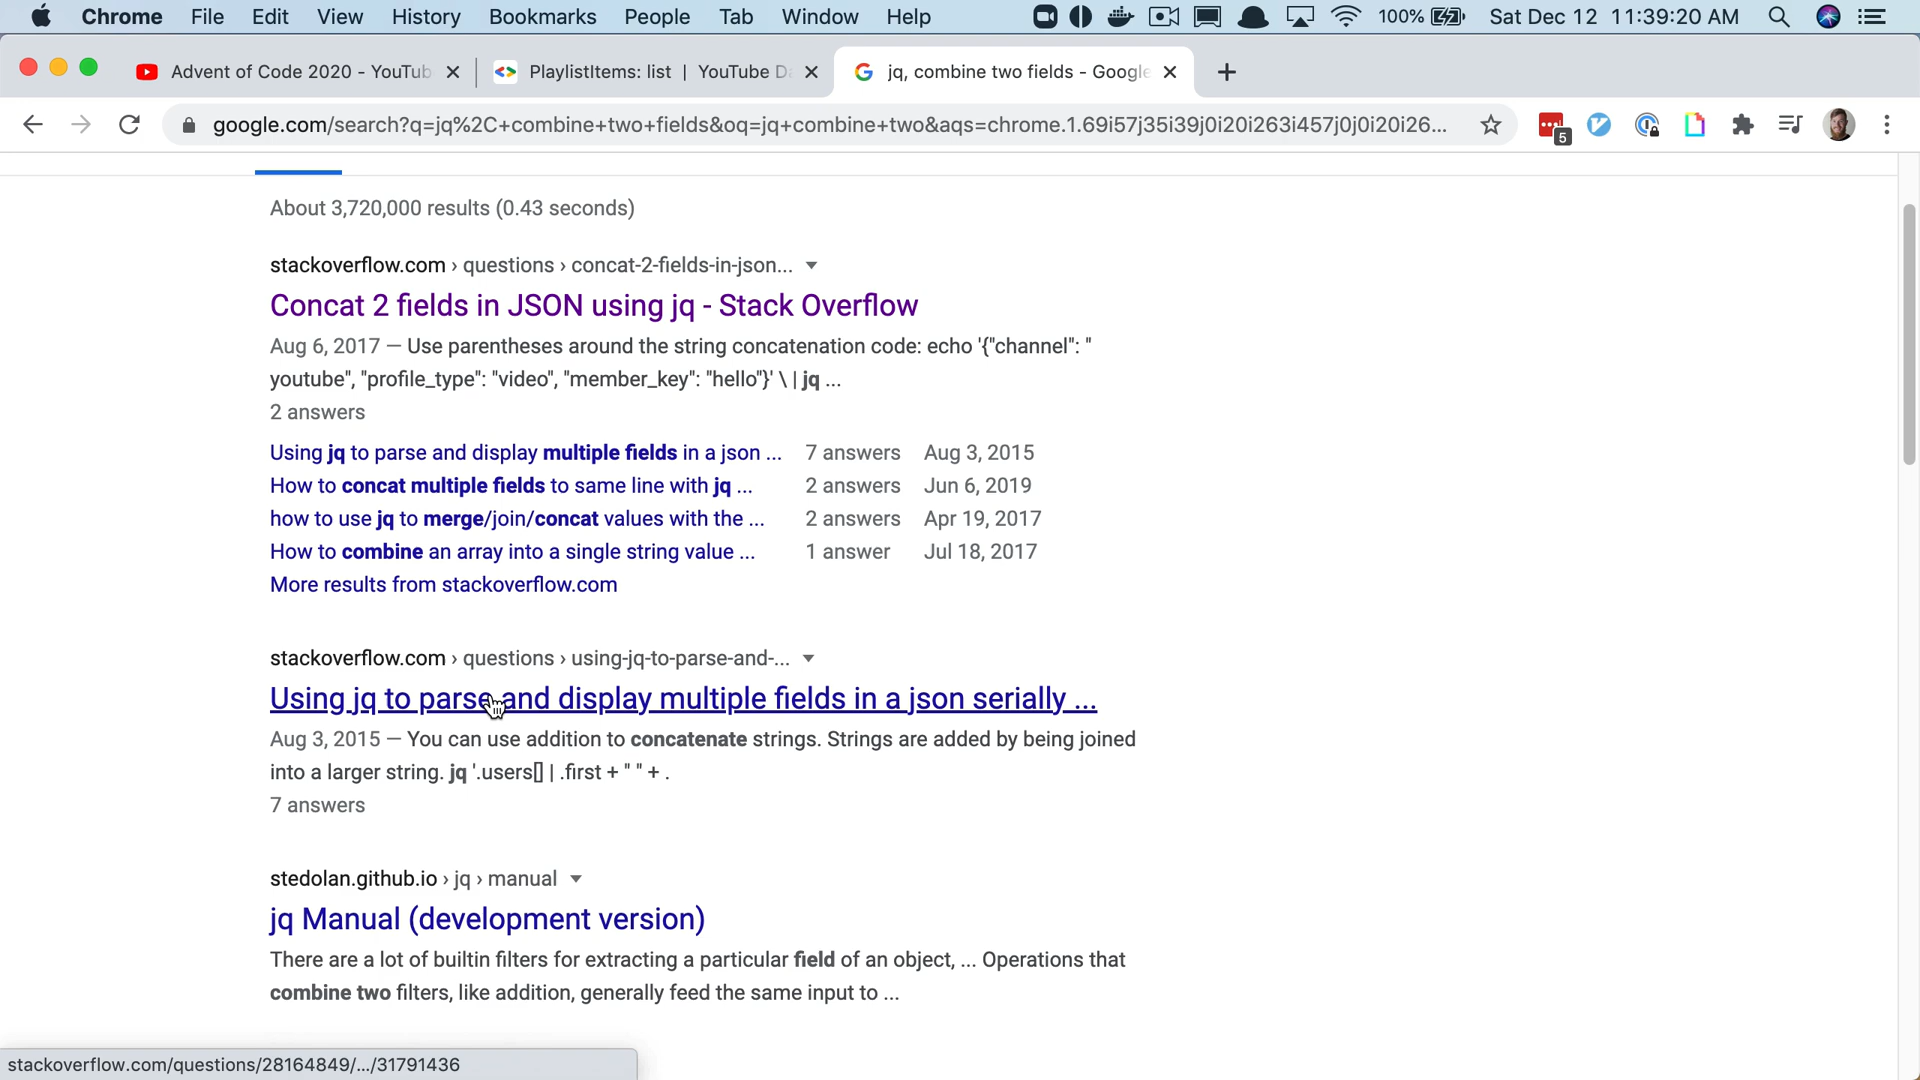 Chrome File Edit View History Bookmarks People Tab Window Help 100% Sat Dec 12 11:39:20 AM
Advent of Code 2020 - YouTub
PlaylistItems: list | YouTube Da
jq, combine two fields - Google
google.com/search?q=jq%2C+combine+two+fields&oq=jq+combine+two&aqs=chrome.1.69i57j35i39j0i20i263i457j0j0i20i26...
5
About 3,720,000 results (0.43 seconds)
stackoverflow.com › questions › concat-2-fields-in-json...
Concat 2 fields in JSON using jq - Stack Overflow
Aug 6, 2017 — Use parentheses around the string concatenation code: echo '{"channel": "
youtube", "profile_type": "video", "member_key": "hello"}' \ | jq ...
2 answers
Using jq to parse and display multiple fields in a json ... 7 answers Aug 3, 2015
How to concat multiple fields to same line with jq ... 2 answers Jun 6, 2019
how to use jq to merge/join/concat values with the ... 2 answers Apr 19, 2017
How to combine an array into a single string value ... 1 answer Jul 18, 2017
More results from stackoverflow.com
stackoverflow.com › questions › using-jq-to-parse-and-...
Using jq to parse and display multiple fields in a json serially ...
Aug 3, 2015 — You can use addition to concatenate strings. Strings are added by being joined
into a larger string. jq '.users[] | .first + " " + .
7 answers
stedolan.github.io › jq › manual
jq Manual (development version)
There are a lot of builtin filters for extracting a particular field of an object, ... Operations that
combine two filters, like addition, generally feed the same input to ...
stackoverflow.com/questions/28164849/.../31791436